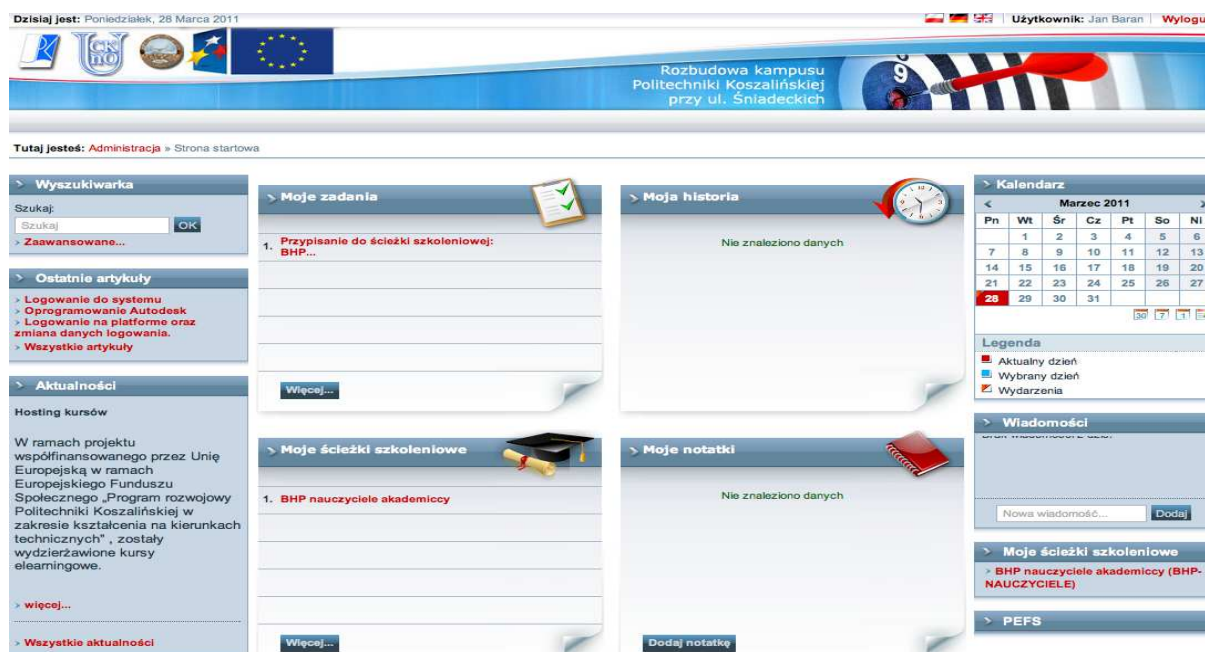 Dzisiaj jest: Poniedziałek, 28 Marca 2011
Użytkownik: Jan Baran
Rozbudowa kampusu
Politechniki Koszalińskiej
przy ul. Śniadeckich
Tutaj jesteś: Administracja » Strona startowa
Wyszukiwarka
Szukaj:
Szukaj OK
Zaawansowane...
Ostatnie artykuły
Logowanie do systemu
Oprogramowanie Autodesk
Logowanie na platforme oraz
zmiana danych logowania.
Wszystkie artykuły
Aktualności
Hosting kursów
W ramach projektu
współfinansowanego przez Unię
Europejską w ramach
Europejskiego Funduszu
Społecznego „Program rozwojowy
Politechniki Koszalińskiej w
zakresie kształcenia na kierunkach
technicznych" , zostały
wydzierżawione kursy
elearningowe.
więcej...
Wszystkie aktualności
Moje zadania
1. Przypisanie do ścieżki szkoleniowej:
BHP...
Więcej...
Moja historia
Nie znaleziono danych
Moje ścieżki szkoleniowe
1. BHP nauczyciele akademiccy
Więcej...
Moje notatki
Nie znaleziono danych
Dodaj notatkę
Kalendarz
< Marzec 2011
Pn Wt Śr Cz Pt So Ni
1 2 3 4 5 6
7 8 9 10 11 12 13
14 15 16 17 18 19 20
21 22 23 24 25 26 27
28 29 30 31
30 7 1
Legenda
Aktualny dzień
Wybrany dzień
Wydarzenia
Wiadomości
Nowa wiadomość... Dodaj
Moje ścieżki szkoleniowe
BHP nauczyciele akademiccy (BHP-
NAUCZYCIELE)
PEFS